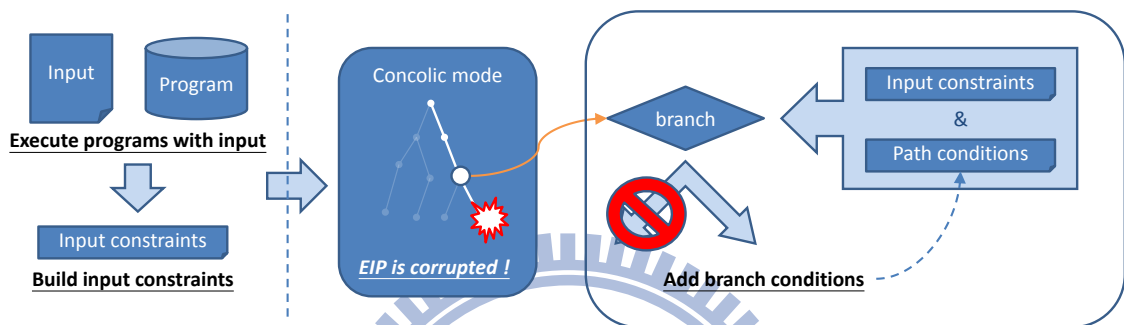 Input
Program
Execute programs with input
Input constraints
Build input constraints
Concolic mode
EIP is corrupted !
branch
Input constraints
&
Path conditions
Add branch conditions